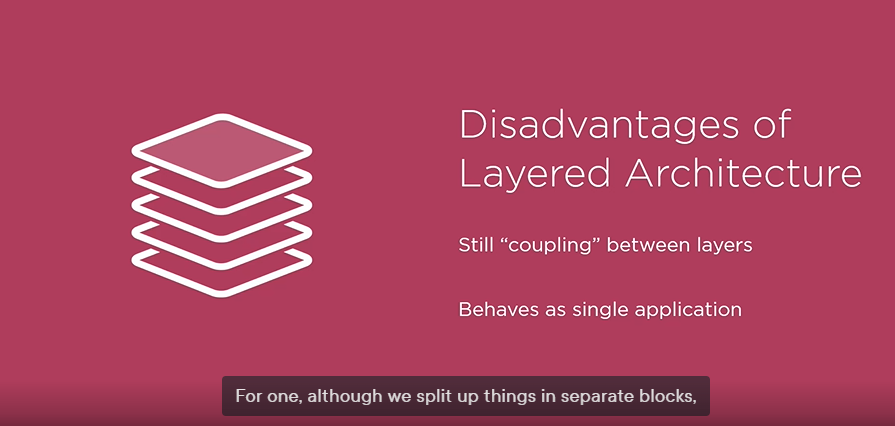 Disadvantages of
Layered Architecture
Still “coupling” between layers
Behaves as single application
For one, although we split up things in separate blocks,